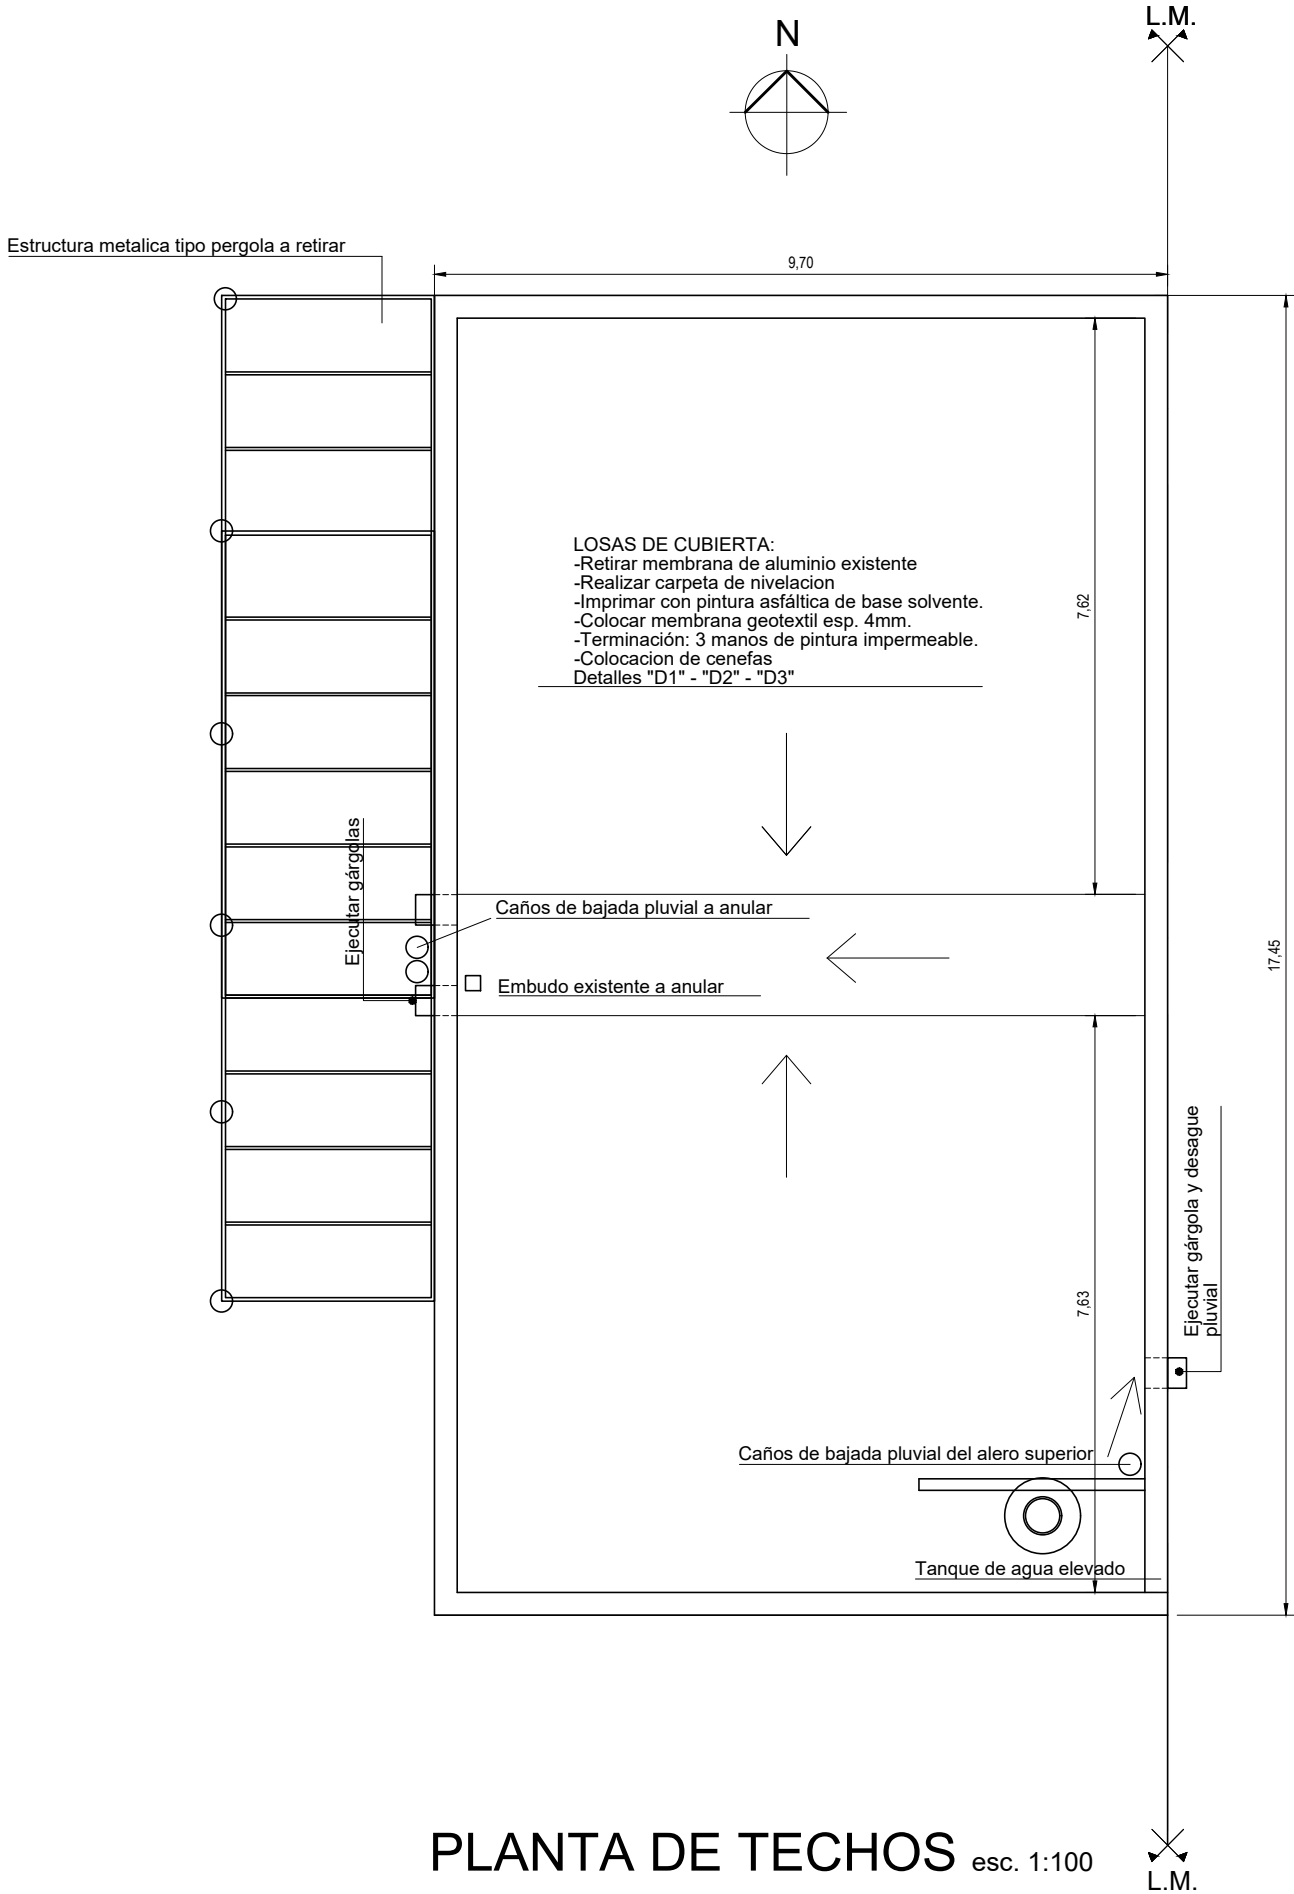 L.M.
N
Estructura metalica tipo pergola a retirar
9,70
LOSAS DE CUBIERTA:
-Retirar membrana de aluminio existente
-Realizar carpeta de nivelacion
-Imprimar con pintura asfáltica de base solvente.
-Colocar membrana geotextil esp. 4mm.
-Terminación: 3 manos de pintura impermeable.
-Colocacion de cenefas
Detalles "D1" - "D2" - "D3"
7,62
Ejecutar gárgolas
Caños de bajada pluvial a anular
17,45
Embudo existente a anular
Ejecutar gárgola y desague
pluvial
7,63
Caños de bajada pluvial del alero superior
Tanque de agua elevado
PLANTA DE TECHOS esc. 1:100
L.M.